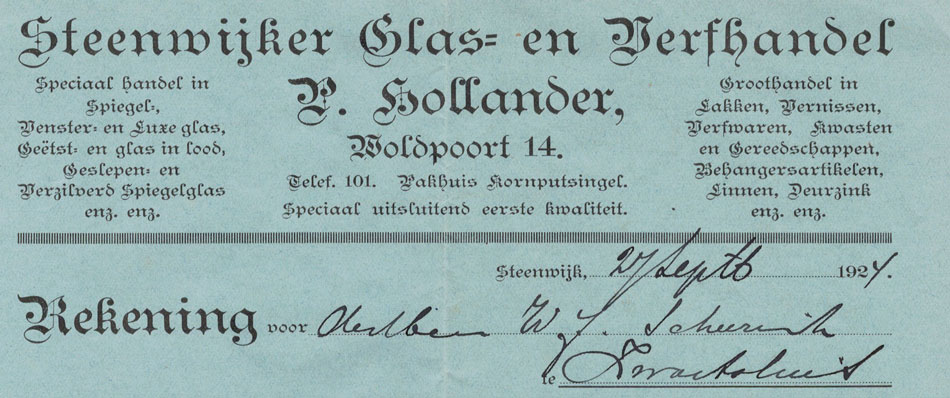 Steenwijker Glas- en Verfhandel
Speciaal handel in
Spiegel-,
Venster- en Luxe glas,
Geëtst- en glas in lood,
Geslepen- en
Verzilverd Spiegelglas
enz. enz.
P. Hollander,
Woldpoort 14.
Telef. 101. Pakhuis Kornputsingel.
Speciaal uitsluitend eerste kwaliteit.
Groothandel in
Lakken, Vernissen,
Verfwaren, Kwasten
en Gereedschappen,
Behangersartikelen,
Linnen, Deurzink
enz. enz.
Steenwijk, 27 Septb 1924.
Rekening voor W. J.
te